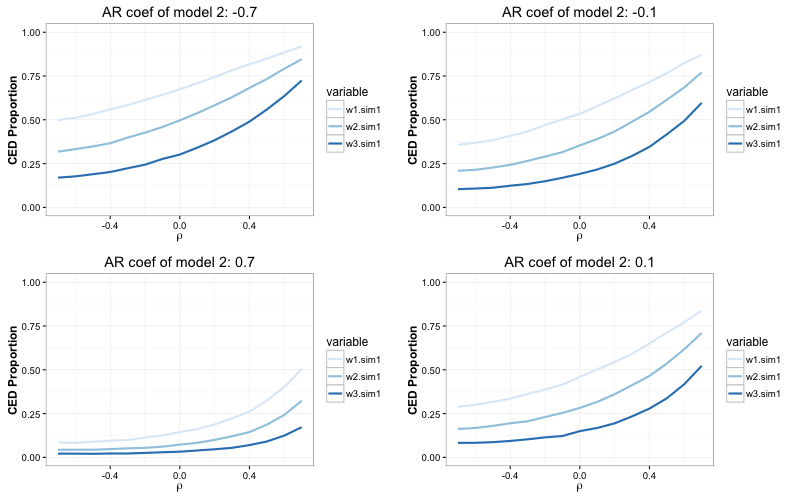 AR coef of model 2: -0.7
CED Proportion
1.00
0.75
0.50
0.25
0.00
-0.4 0.0 0.4
ρ
variable
w1.sim1
w2.sim1
w3.sim1
AR coef of model 2: -0.1
CED Proportion
1.00
0.75
0.50
0.25
0.00
-0.4 0.0 0.4
ρ
variable
w1.sim1
w2.sim1
w3.sim1
AR coef of model 2: 0.7
CED Proportion
1.00
0.75
0.50
0.25
0.00
-0.4 0.0 0.4
ρ
variable
w1.sim1
w2.sim1
w3.sim1
AR coef of model 2: 0.1
CED Proportion
1.00
0.75
0.50
0.25
0.00
-0.4 0.0 0.4
ρ
variable
w1.sim1
w2.sim1
w3.sim1